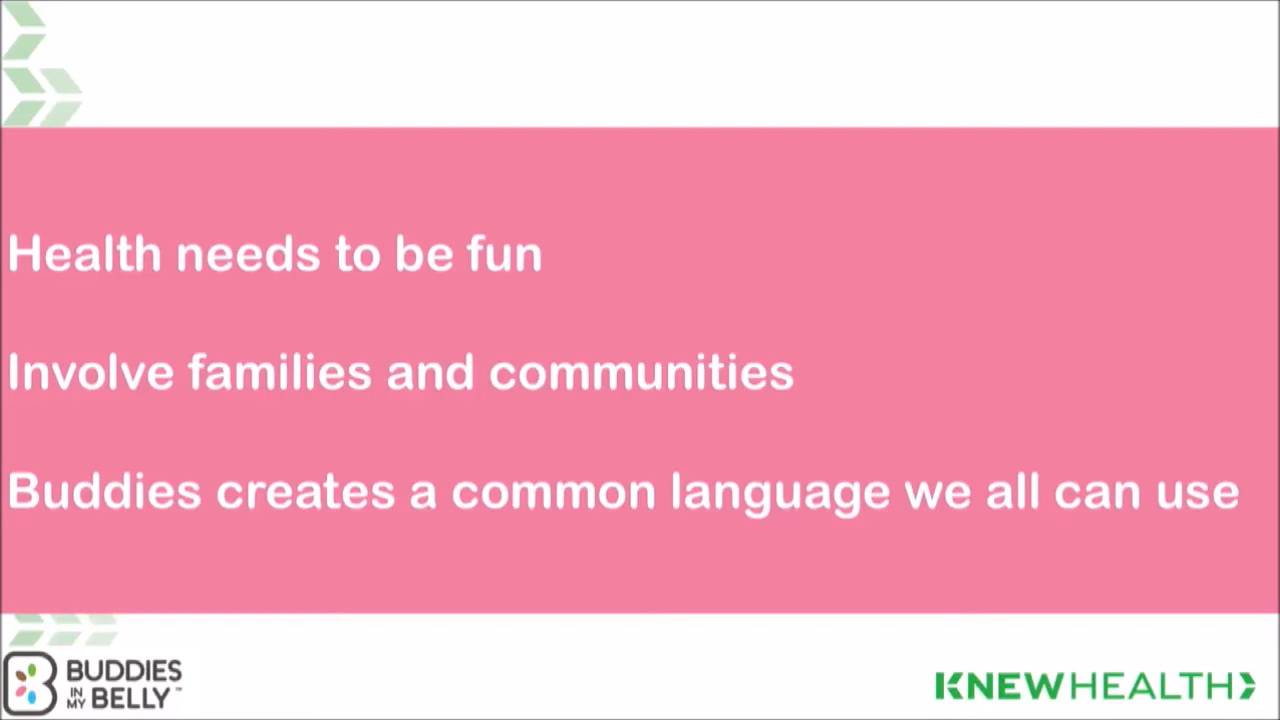 Health needs to be fun
Involve families and communities
Buddies creates a common language we all can use
BUDDIES
IN
MY
BELLY™
KNEWHEALTH